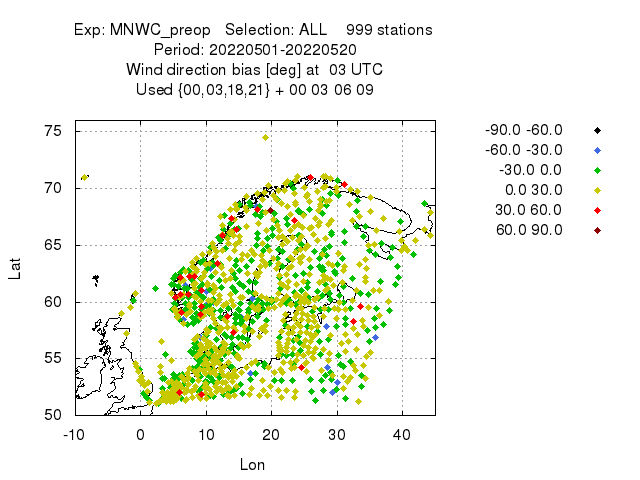 Exp: MNWC_preop Selection: ALL 999 stations
Period: 20220501-20220520
Wind direction bias [deg] at 03 UTC
Used {00,03,18,21} + 00 03 06 09
-90.0 -60.0
-60.0 -30.0
-30.0 0.0
0.0 30.0
30.0 60.0
60.0 90.0
75
70
65
60
55
50
Lat
-10 0 10 20 30 40
Lon